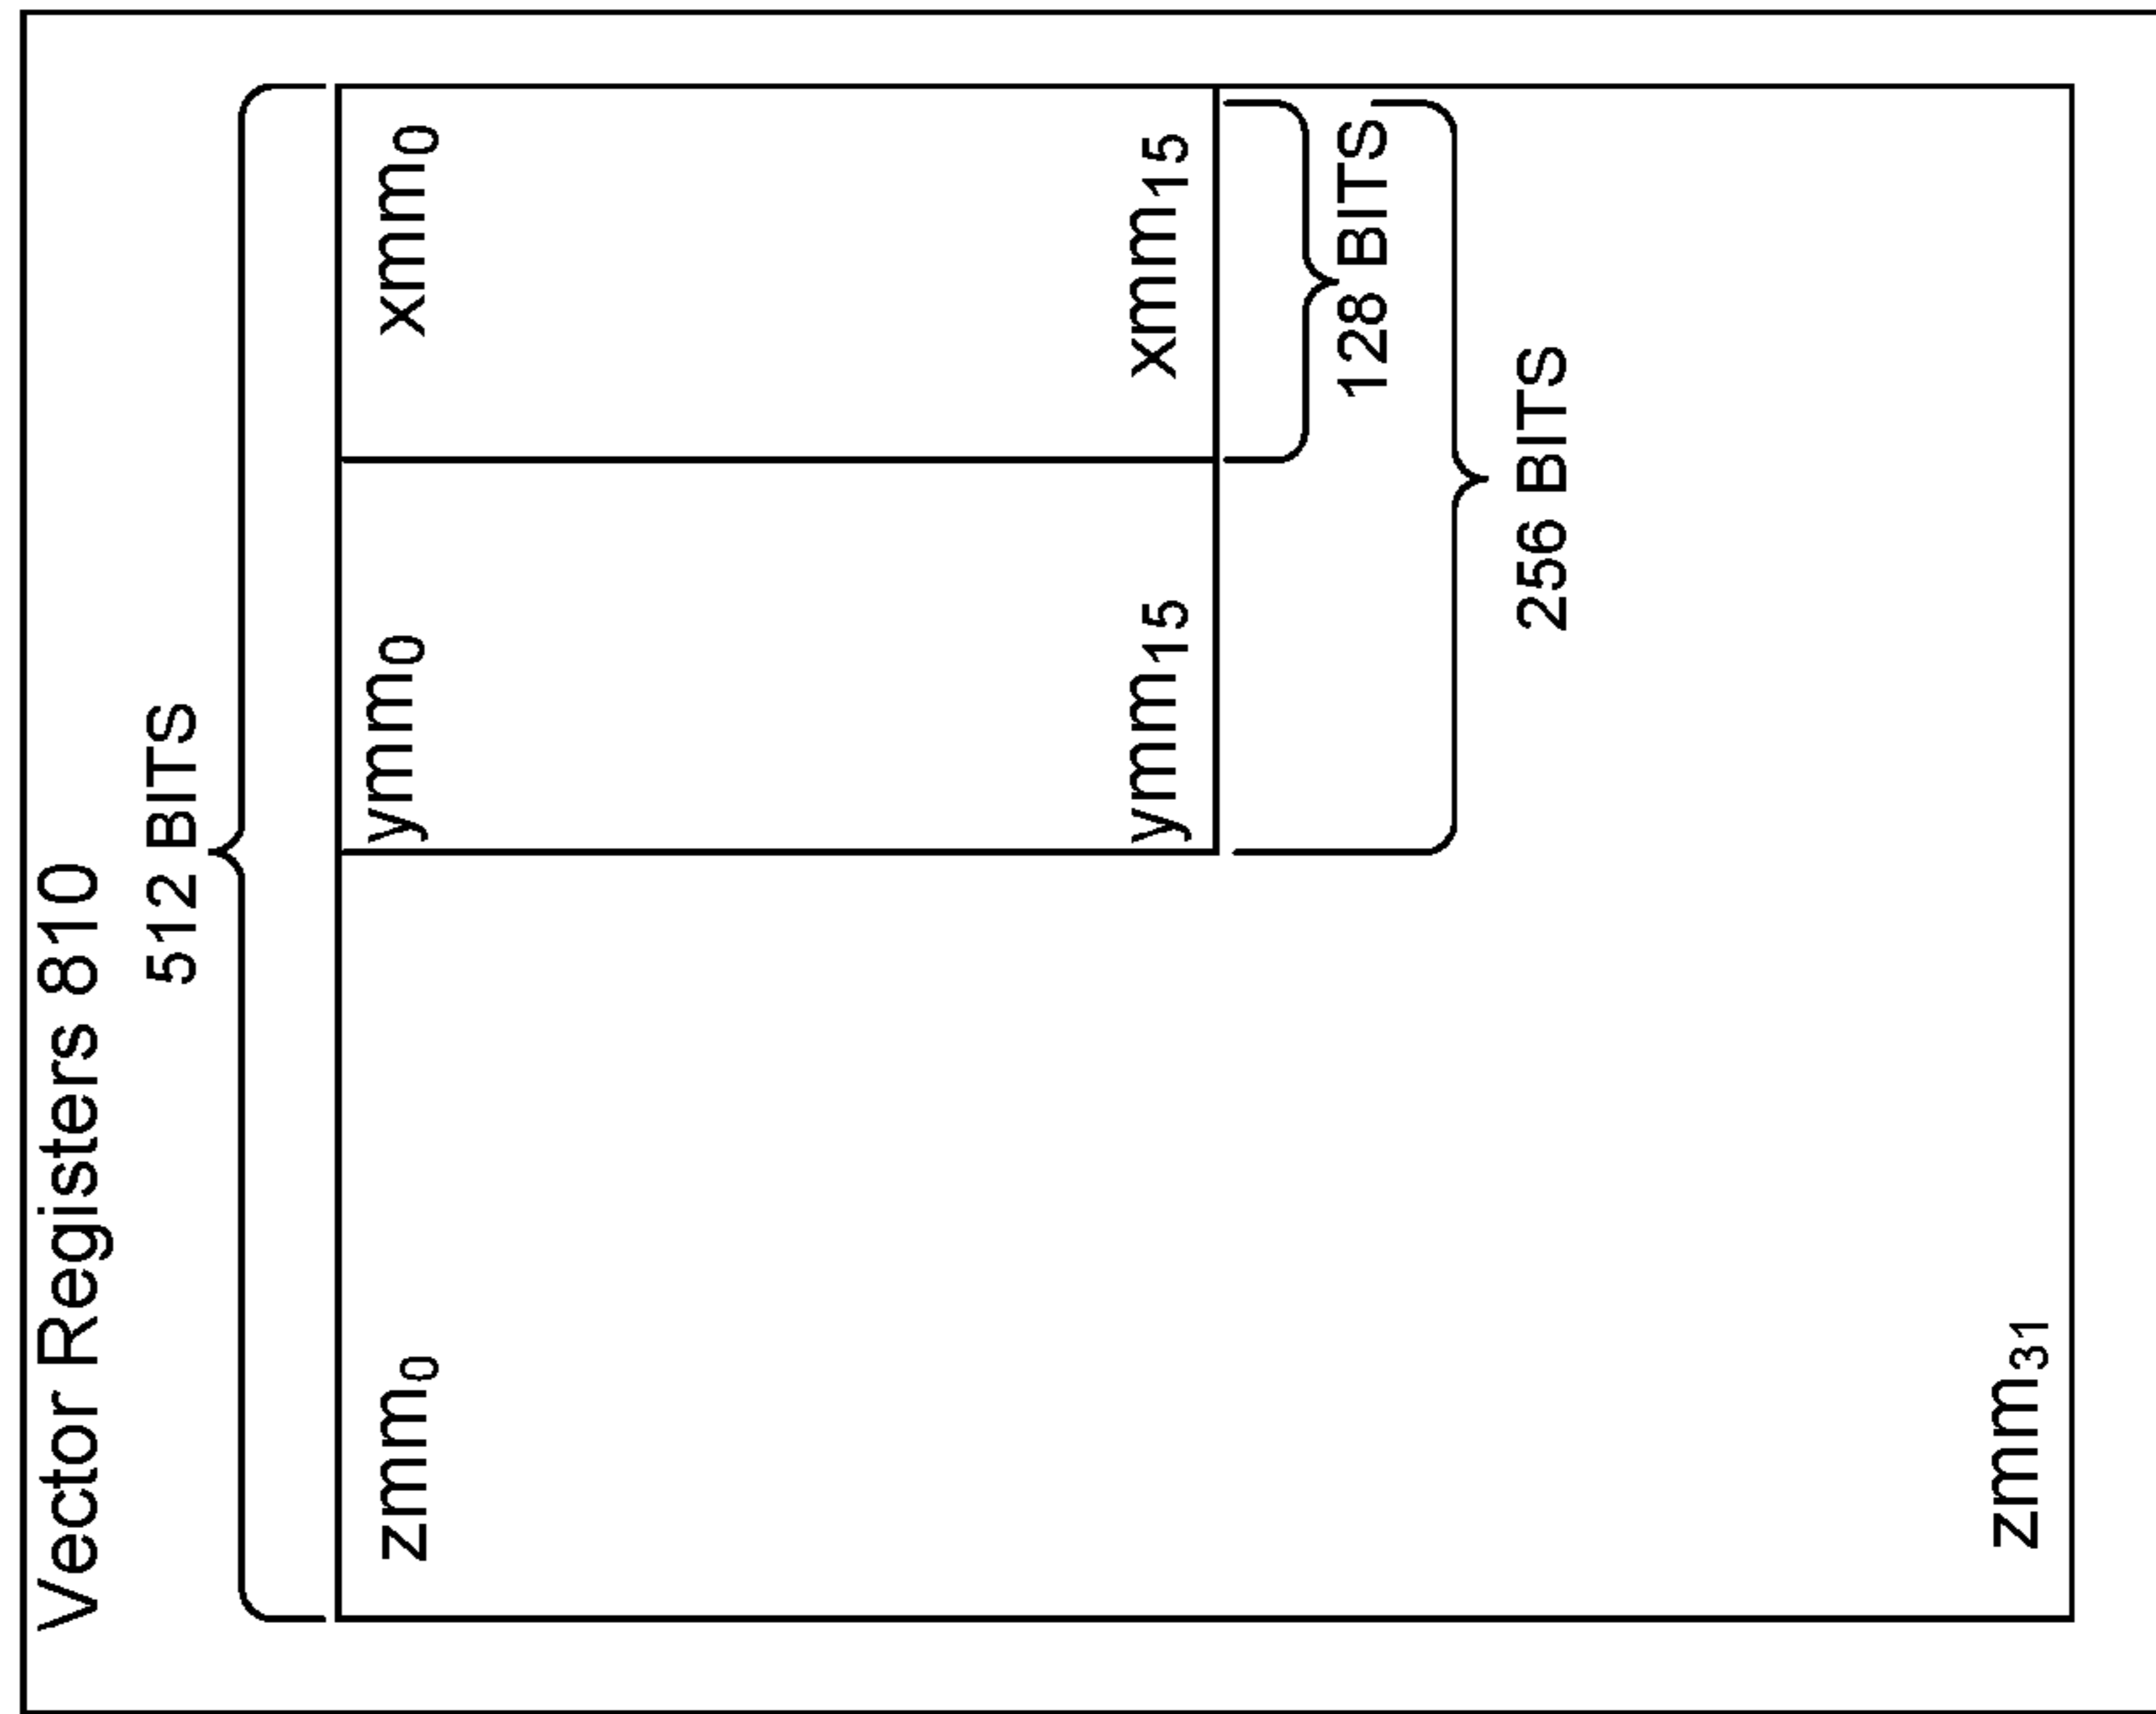 Vector Registers 810
512 BITS
zmm0 ymm0 xmm0
ymm15 xmm15
128 BITS
256 BITS
zmm31